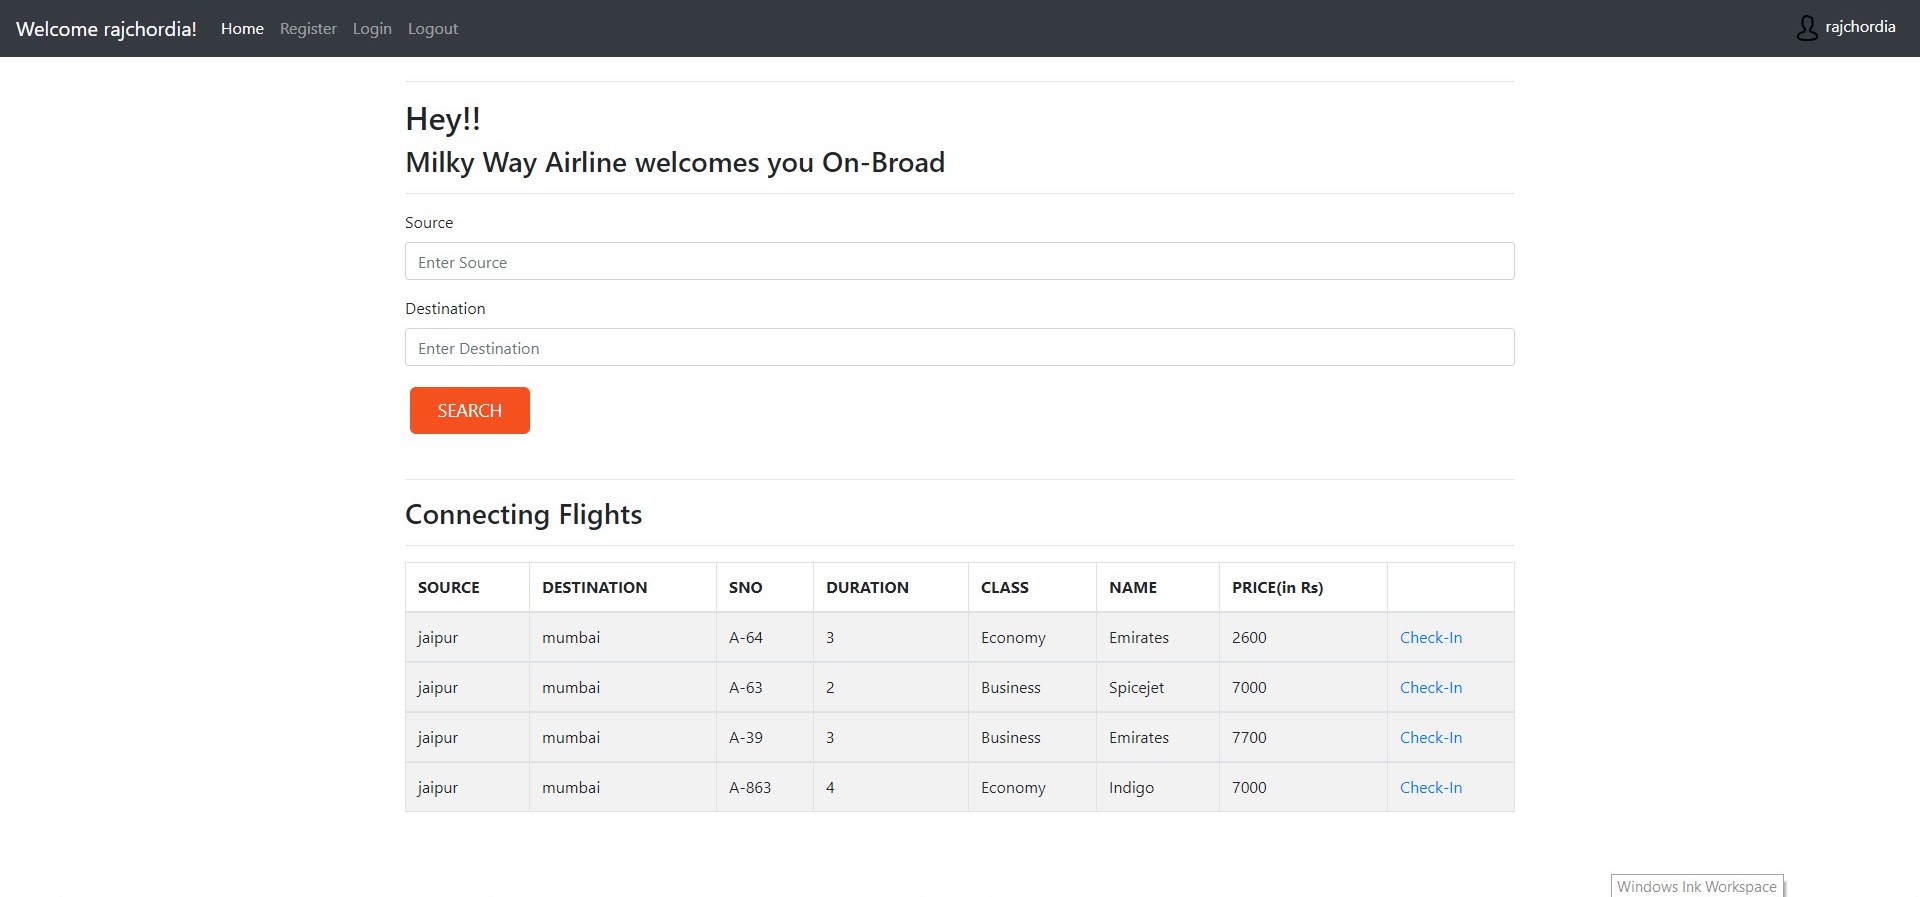 Welcome rajchordia! Home Register Login Logout rajchordia
Hey!!
Milky Way Airline welcomes you On-Broad
Source
Enter Source
Destination
Enter Destination
SEARCH
Connecting Flights
SOURCE DESTINATION SNO DURATION CLASS NAME PRICE(in Rs)
jaipur mumbai A-64 3 Economy Emirates 2600 Check-In
jaipur mumbai A-63 2 Business Spicejet 7000 Check-In
jaipur mumbai A-39 3 Business Emirates 7700 Check-In
jaipur mumbai A-863 4 Economy Indigo 7000 Check-In
Windows Ink Workspace